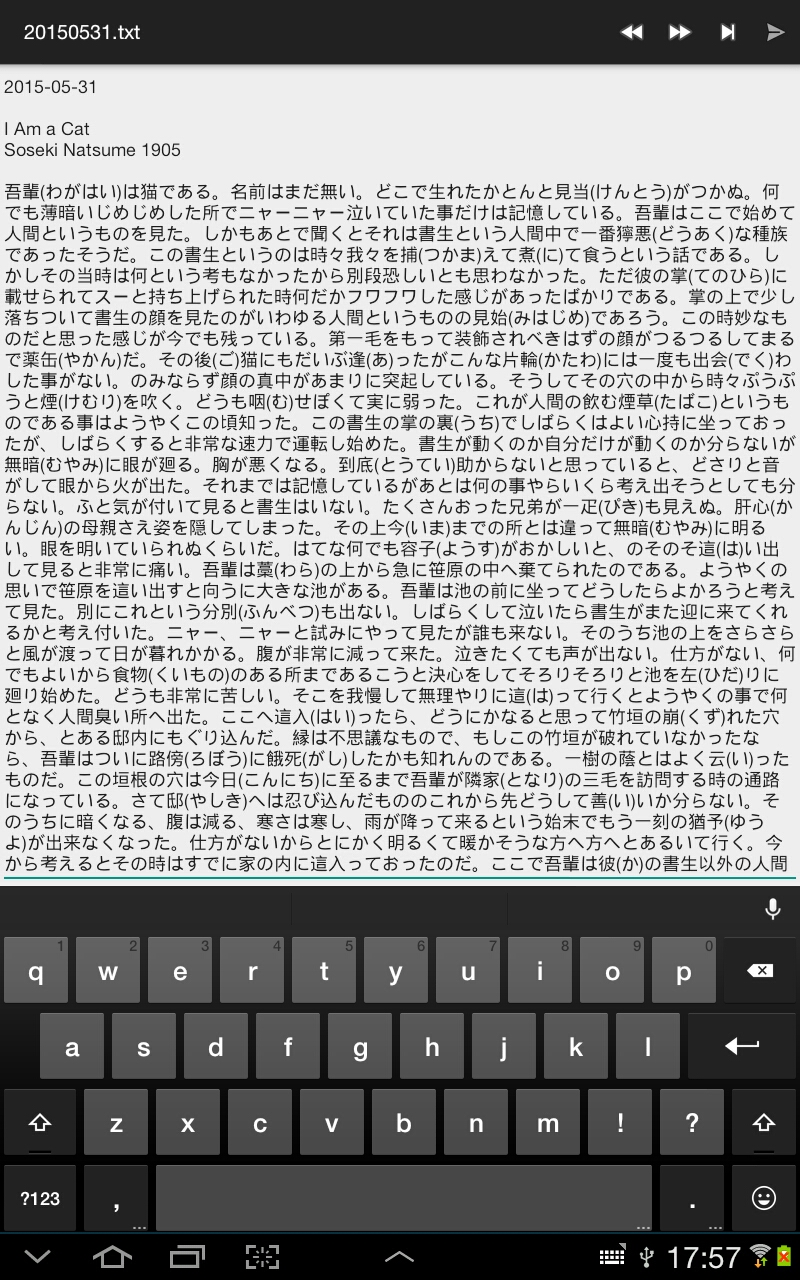 20150531.txt
2015-05-31
I Am a Cat
Soseki Natsume 1905
吾輩(わがはい)は猫である。名前はまだ無い。どこで生れたかとんと見当(けんとう)がつかぬ。何
でも薄暗いじめじめした所でニャーニャー泣いていた事だけは記憶している。吾輩はここで始めて
人間というものを見た。しかもあとで聞くとそれは書生という人間中で一番獰悪(どうあく)な種族
であったそうだ。この書生というのは時々我々を捕(つかま)えて煮(に)て食うという話である。し
かしその当時は何という考もなかったから別段恐しいとも思わなかった。ただ彼の掌(てのひら)に
載せられてスーと持ち上げられた時何だかフワフワした感じがあったばかりである。掌の上で少し
落ちついて書生の顔を見たのがいわゆる人間というものの見始(みはじめ)であろう。この時妙なも
のだと思った感じが今でも残っている。第一毛をもって装飾されべきはずの顔がつるつるしてまる
で薬缶(やかん)だ。その後(ご)猫にもだいぶ逢(あ)ったがこんな片輪(かたわ)には一度も出会(でく)わ
した事がない。のみならず顔の真中があまりに突起している。そうしてその穴の中から時々ぷうぷ
うと煙(けむり)を吹く。どうも咽(む)せぽくて実に弱った。これが人間の飲む煙草(たばこ)というも
のである事はようやくこの頃知った。この書生の掌の裏(うち)でしばらくはよい心持に坐っておっ
たが、しばらくすると非常な速力で運転し始めた。書生が動くのか自分だけが動くのか分らないが
無暗(むやみ)に眼が廻る。胸が悪くなる。到底(とうてい)助からないと思っていると、どさりと音
がして眼から火が出た。それまでは記憶しているがあとは何の事やらいくら考え出そうとしても分
らない。ふと気が付いて見ると書生はいない。たくさんおった兄弟が一疋(ぴき)も見えぬ。肝心(か
んじん)の母親さえ姿を隠してしまった。その上今(いま)までの所とは違って無暗(むやみ)に明る
い。眼を明いていられぬくらいだ。はてな何でも容子(ようす)がおかしいと、のそのそ這(は)い出
して見ると非常に痛い。吾輩は藁(わら)の上から急に笹原の中へ棄てられたのである。ようやくの
思いで笹原を這い出すと向うに大きな池がある。吾輩は池の前に坐ってどうしたらよかろうと考え
て見た。別にこれという分別(ふんべつ)も出ない。しばらくして泣いたら書生がまた迎に来てくれ
るかと考え付いた。ニャー、ニャーと試みにやって見たが誰も来ない。そのうち池の上をさらさら
と風が渡って日が暮れかかる。腹が非常に減って来た。泣きたくても声が出ない。仕方がない、何
でもよいから食物(くいもの)のある所まであるこうと決心をしてそろりそろりと池を左(ひだ)りに
廻り始めた。どうも非常に苦しい。そこを我慢して無理やりに這(は)って行くとようやくの事で何
となく人間臭い所へ出た。ここへ這入(はい)ったら、どうにかなると思って竹垣の崩(くず)れた穴
から、とある邸内にもぐり込んだ。縁は不思議なもので、もしこの竹垣が破れていなかったな
ら、吾輩はついに路傍(ろぼう)に餓死(がし)したかも知れんのである。一樹の蔭とはよく云(い)った
ものだ。この垣根の穴は今日(こんにち)に至るまで吾輩が隣家(となり)の三毛を訪問する時の通路
になっている。さて邸(やしき)へは忍び込んだもののこれから先どうして善(い)いか分らない。そ
のうちに暗くなる、腹は減る、寒さは寒し、雨が降って来るという始末でもう一刻の猶予(ゆう
よ)が出来なくなった。仕方がないからとにかく明るくて暖かそうな方へ方へとあるいて行く。今
から考えるとその時はすでに家の内に這入っておったのだ。ここで吾輩は彼(か)の書生以外の人間
1 2 3 4 5 6 7 8 9 0
q w e r t y u i o p
a s d f g h j k l
z x c v b n m ! ?
?123 , ... ... . ...
17:57